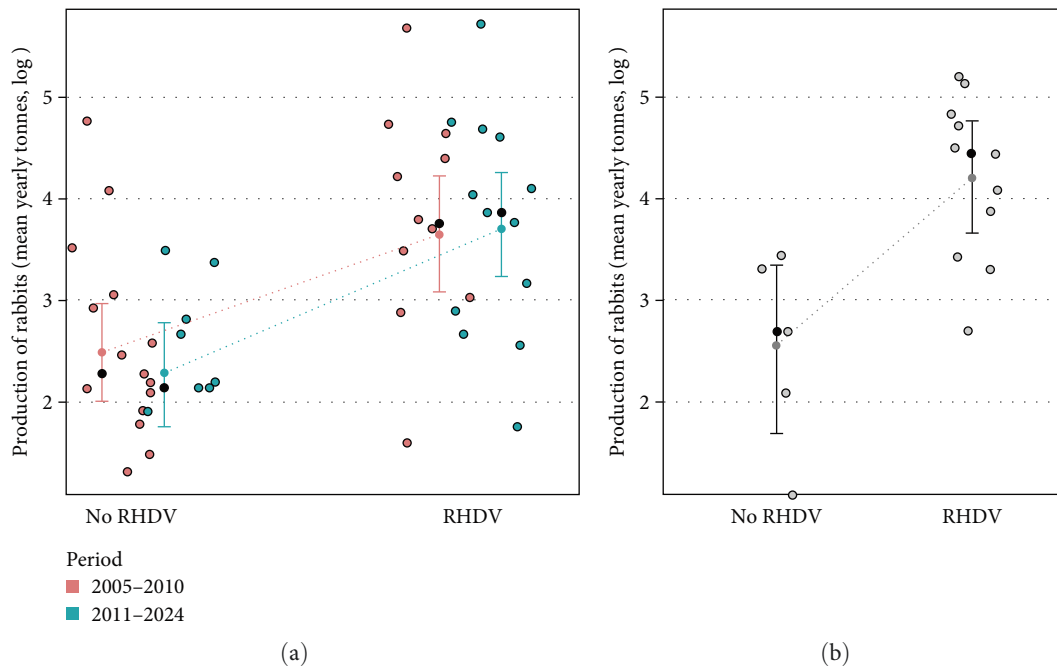 Production of rabbits (mean yearly tonnes, log )
5
4
3
2
No RHDV
RHDV
Period
2005–2010
2011–2024
(a)
Production of rabbits (mean yearly tonnes, log )
5
4
3
2
No RHDV
RHDV
(b)